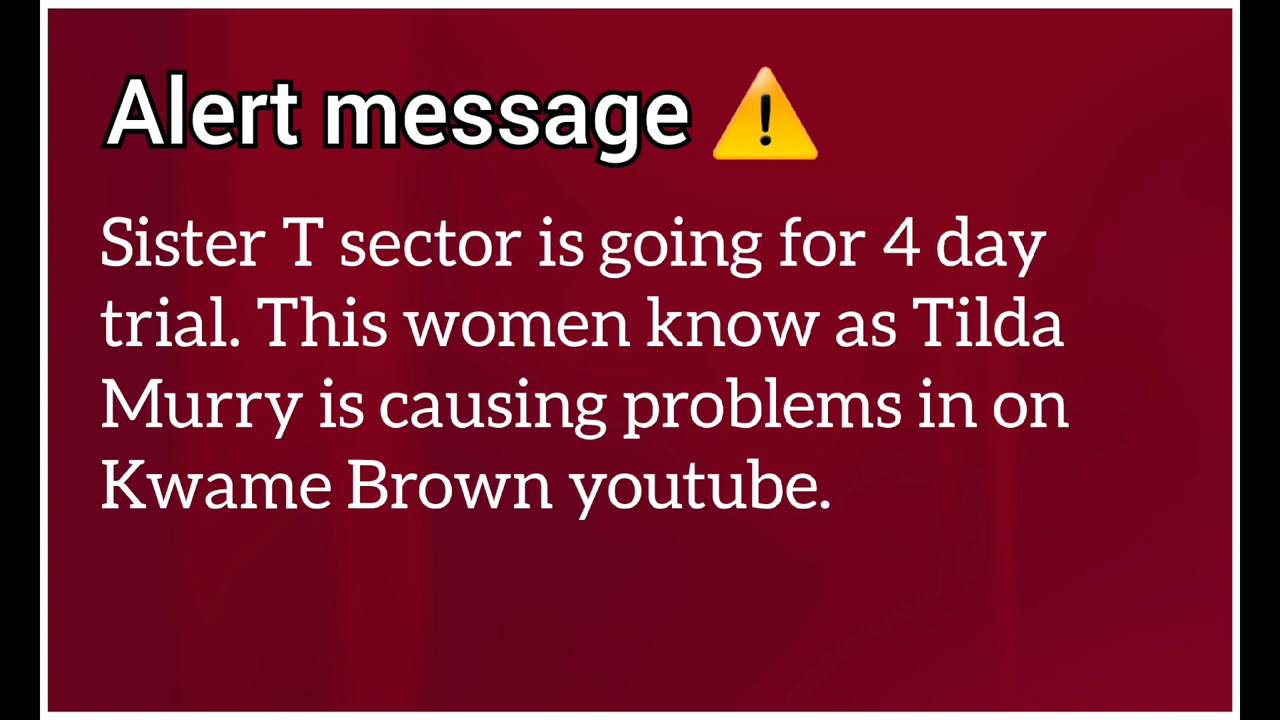 Alert message ⚠️
Sister T sector is going for 4 day
trial. This women know as Tilda
Murry is causing problems in on
Kwame Brown youtube.